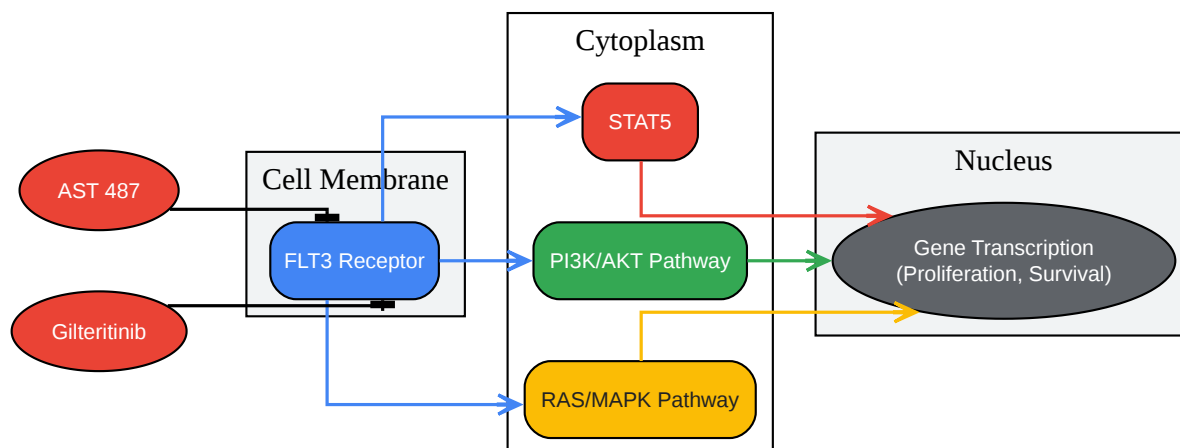 Cytoplasm
STAT5
Cell Membrane
Nucleus
AST 487
FLT3 Receptor
PI3K/AKT Pathway
Gene Transcription
(Proliferation, Survival)
Gilteritinib
RAS/MAPK Pathway